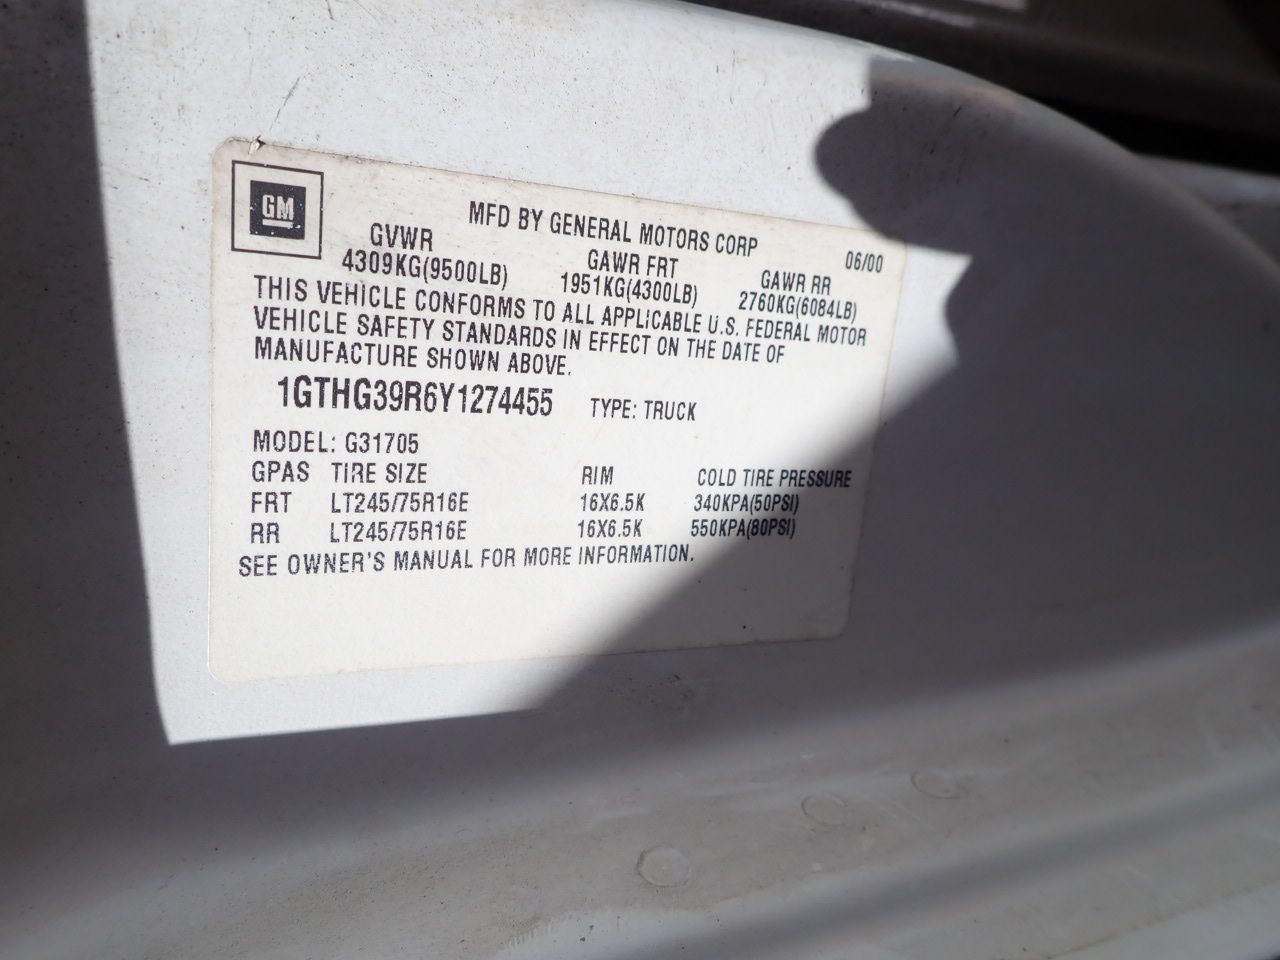 GM
MFD BY GENERAL MOTORS CORP 06/00
GVWR GAWR FRT GAWR RR
4309KG(9500LB) 1951KG(4300LB) 2760KG(6084LB)
THIS VEHICLE CONFORMS TO ALL APPLICABLE U.S. FEDERAL MOTOR
VEHICLE SAFETY STANDARDS IN EFFECT ON THE DATE OF
MANUFACTURE SHOWN ABOVE.
1GTHG39R6Y1274455 TYPE: TRUCK
MODEL: G31705
GPAS TIRE SIZE RIM COLD TIRE PRESSURE
FRT LT245/75R16E 16X6.5K 340KPA(50PSI)
RR LT245/75R16E 16X6.5K 550KPA(80PSI)
SEE OWNER'S MANUAL FOR MORE INFORMATION.